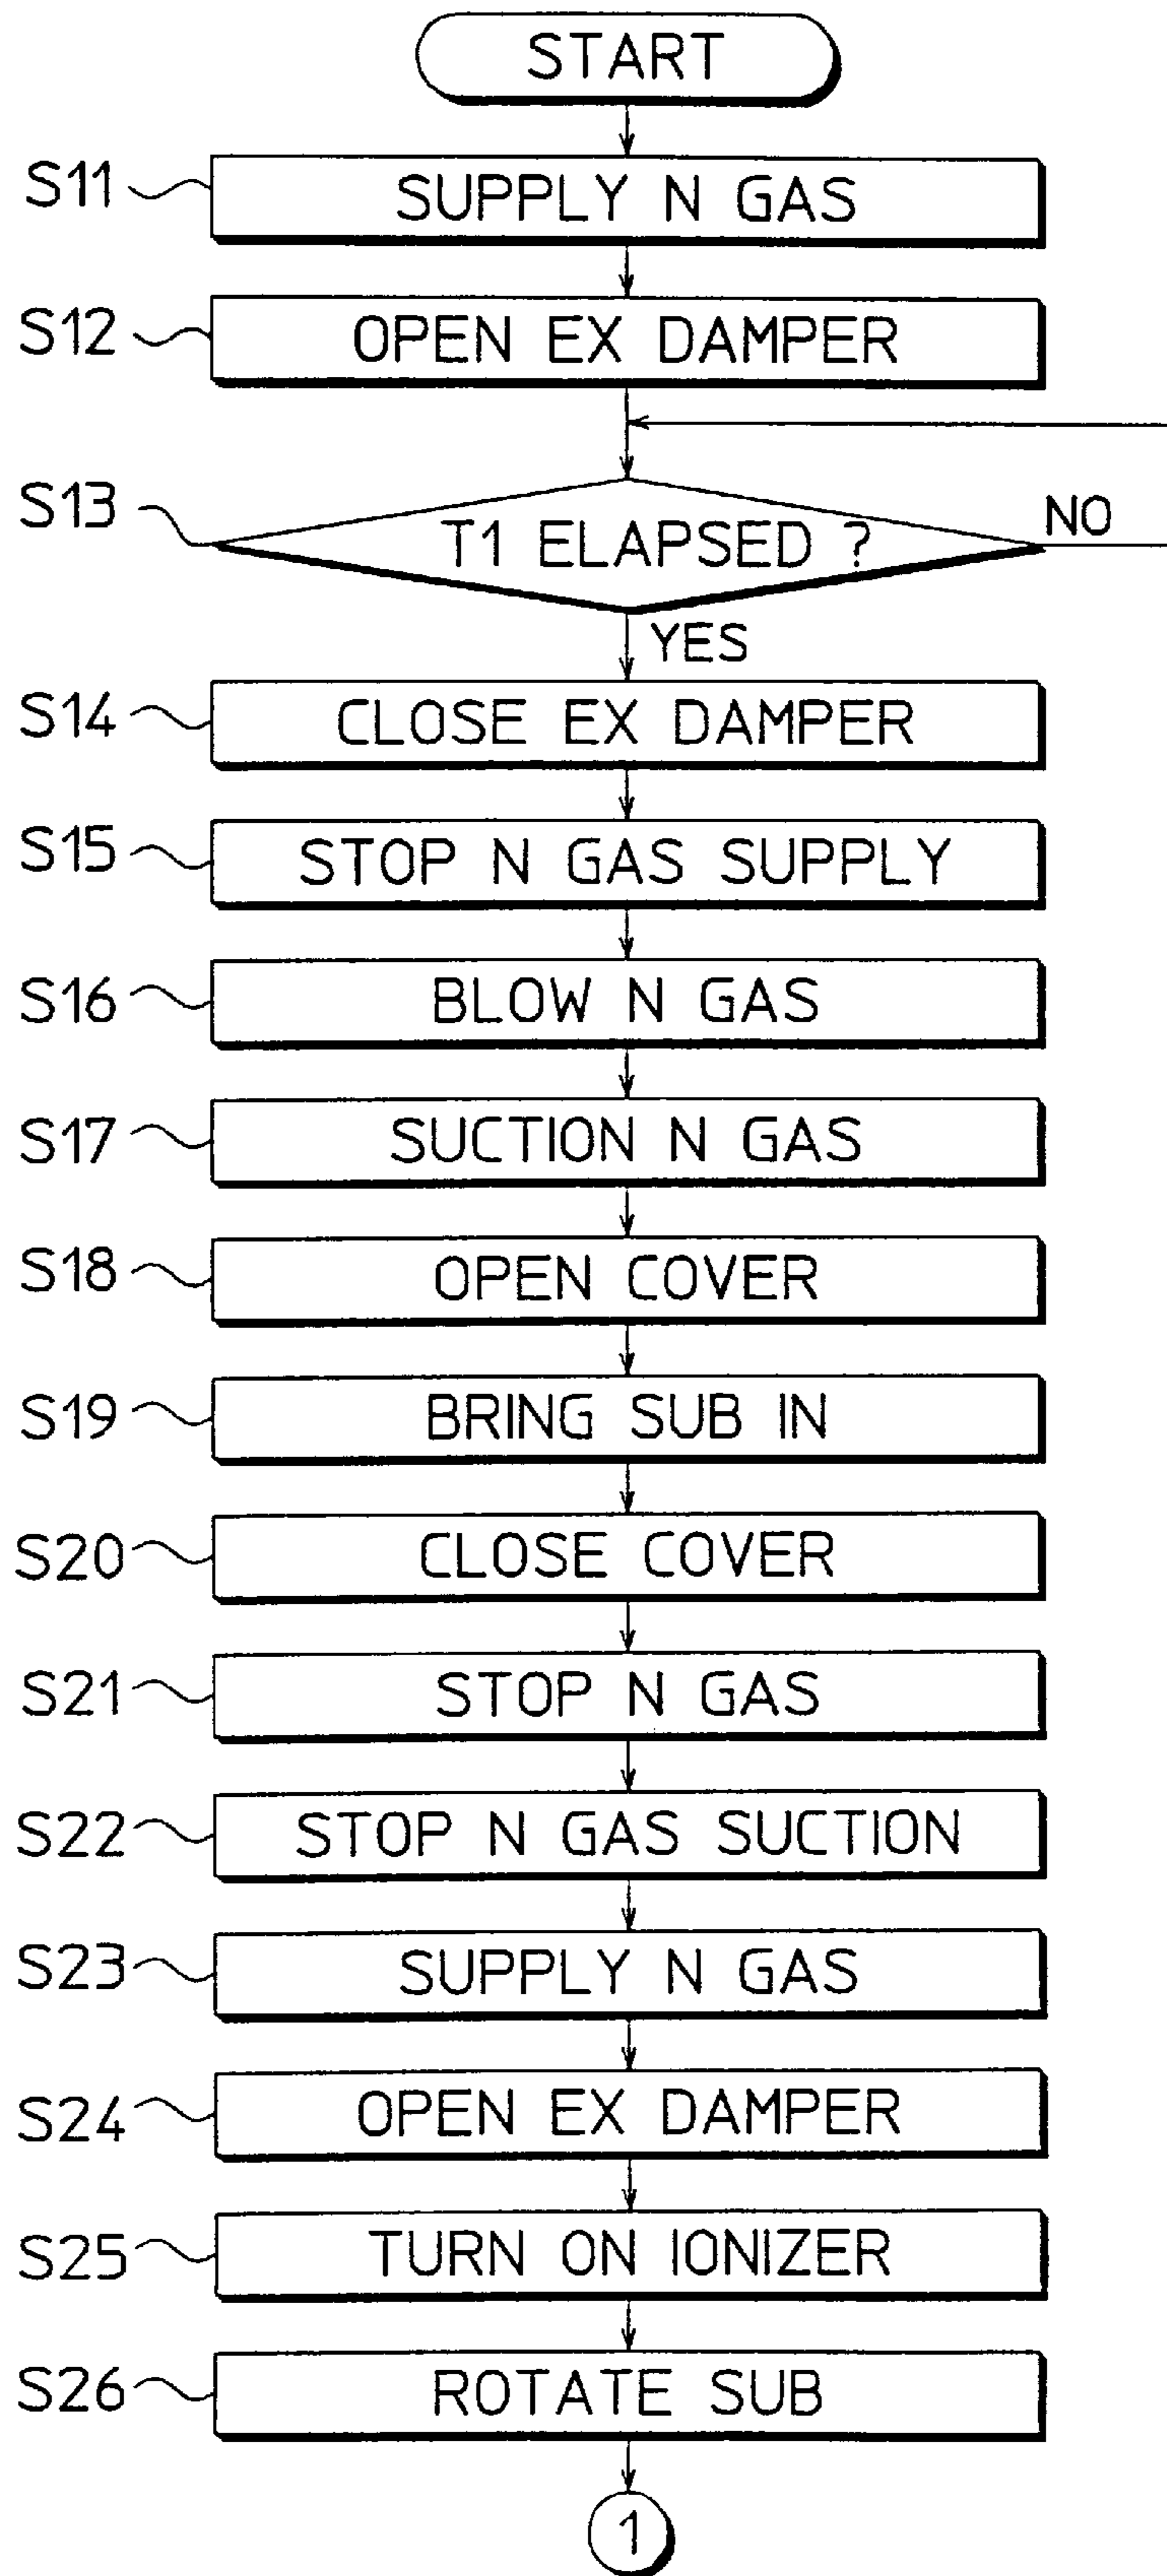 START
S11 SUPPLY N GAS
S12 OPEN EX DAMPER
S13 T1 ELAPSED ? NO
YES
S14 CLOSE EX DAMPER
S15 STOP N GAS SUPPLY
S16 BLOW N GAS
S17 SUCTION N GAS
S18 OPEN COVER
S19 BRING SUB IN
S20 CLOSE COVER
S21 STOP N GAS
S22 STOP N GAS SUCTION
S23 SUPPLY N GAS
S24 OPEN EX DAMPER
S25 TURN ON IONIZER
S26 ROTATE SUB
1